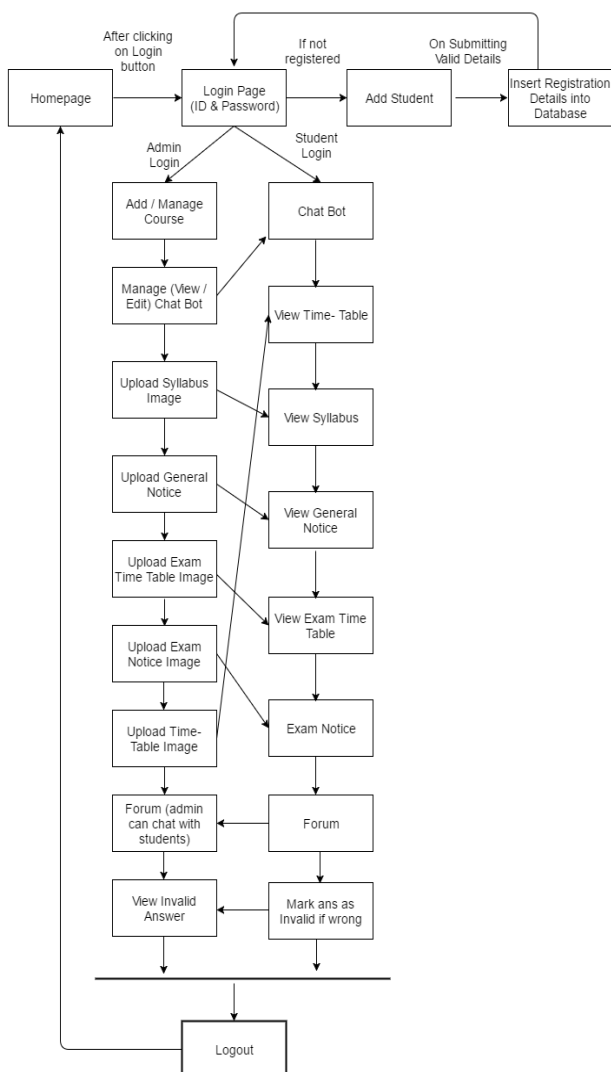 After clicking
on Login
button
If not
registered
On Submitting
Valid Details
Homepage
Login Page
(ID & Password)
Add Student
Insert Registration
Details into
Database
Admin
Login
Student
Login
Add / Manage
Course
Chat Bot
Manage (View /
Edit) Chat Bot
View Time- Table
Upload Syllabus
Image
View Syllabus
Upload General
Notice
View General
Notice
Upload Exam
Time Table Image
View Exam Time
Table
Upload Exam
Notice Image
Exam Notice
Upload Time-
Table Image
Forum (admin
can chat with
students)
Forum
View Invalid
Answer
Mark ans as
Invalid if wrong
Logout